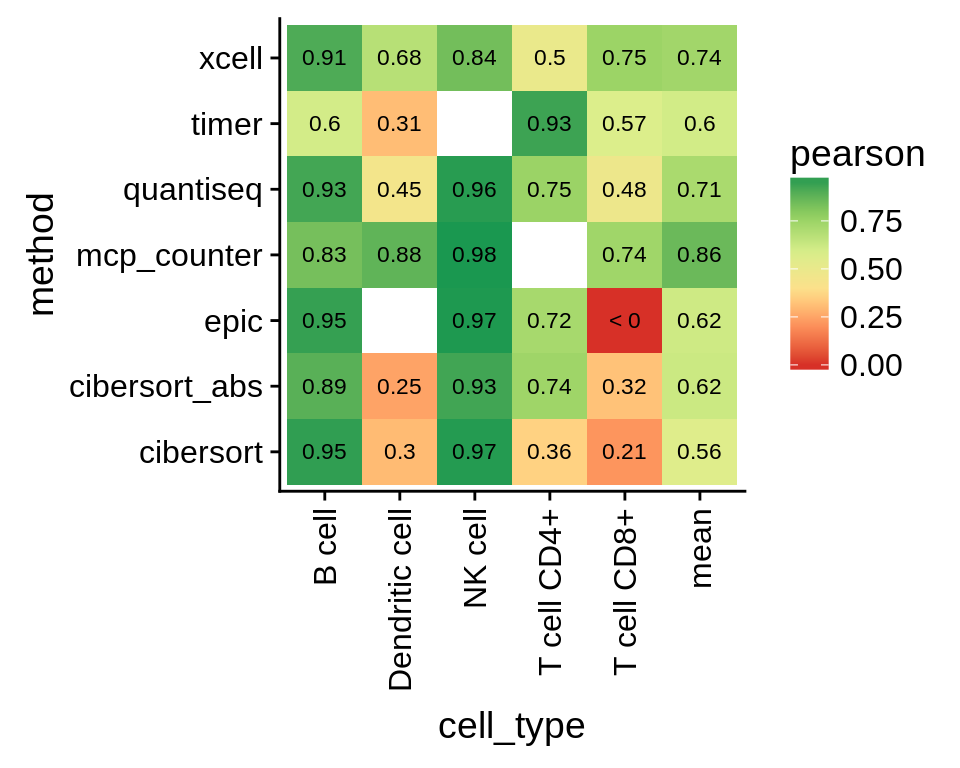 xcell 0.91 0.68 0.84 0.5 0.75 0.74
timer 0.6 0.31 0.93 0.57 0.6
quantiseq 0.93 0.45 0.96 0.75 0.48 0.71
mcp_counter 0.83 0.88 0.98 0.74 0.86
epic 0.95 0.97 0.72 < 0 0.62
cibersort_abs 0.89 0.25 0.93 0.74 0.32 0.62
cibersort 0.95 0.3 0.97 0.36 0.21 0.56
method
B cell
Dendritic cell
NK cell
T cell CD4+
T cell CD8+
mean
cell_type
pearson
0.75
0.50
0.25
0.00